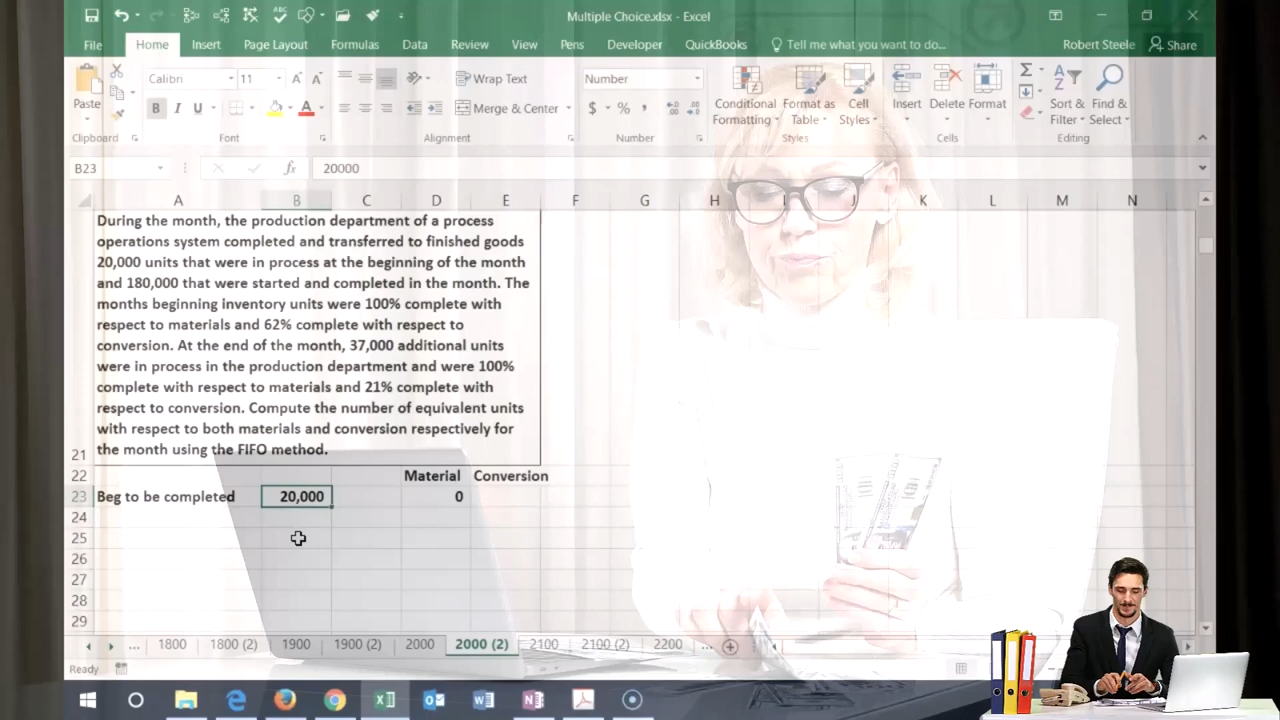 Multiple Choice.xlsx - Excel
File Home Insert Page Layout Formulas Data Review View Pens Developer QuickBooks Tell me what you want to do... Robert Steele Share
Calibri 11 Wrap Text Number
Paste B I U A Merge & Center $ % , Conditional Formatting Format as Table Cell Styles Insert Delete Format Sort & Filter Find & Select
Clipboard Font Alignment Number Styles Cells Editing
B23 fx 20000
A B C D E F G H I J K L M N
During the month, the production department of a process
operations system completed and transferred to finished goods
20,000 units that were in process at the beginning of the month
and 180,000 that were started and completed in the month. The
months beginning inventory units were 100% complete with
respect to materials and 62% complete with respect to
conversion. At the end of the month, 37,000 additional units
were in process in the production department and were 100%
complete with respect to materials and 21% complete with
respect to conversion. Compute the number of equivalent units
with respect to both materials and conversion respectively for
21 the month using the FIFO method.
22 Material Conversion
23 Beg to be completed 20,000 0
24
25
26
27
28
29
... 1800 1800 (2) 1900 1900 (2) 2000 2000 (2) 2100 2100 (2) 2200 ...
Ready